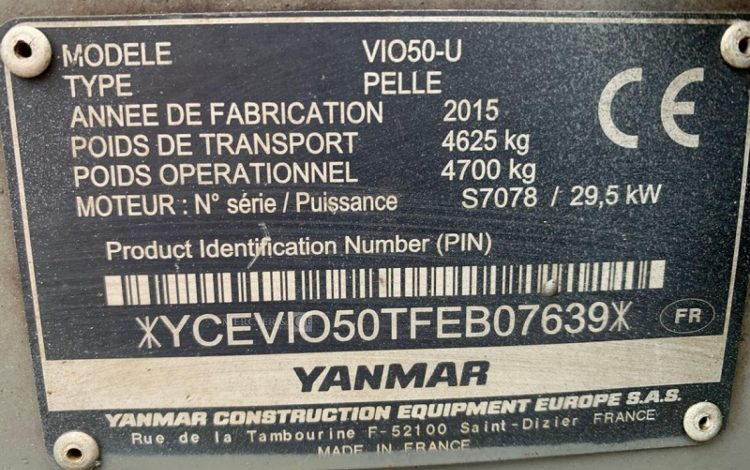 MODELE VIO50-U
TYPE PELLE
ANNEE DE FABRICATION 2015
POIDS DE TRANSPORT 4625 kg
POIDS OPERATIONNEL 4700 kg
MOTEUR : N° série / Puissance S7078 / 29,5 kW
CE
Product Identification Number (PIN)
*YCEVIO50TFEB07639*
FR
YANMAR
YANMAR CONSTRUCTION EQUIPMENT EUROPE S.A.S.
Rue de la Tambourine F-52100 Saint-Dizier FRANCE
MADE IN FRANCE